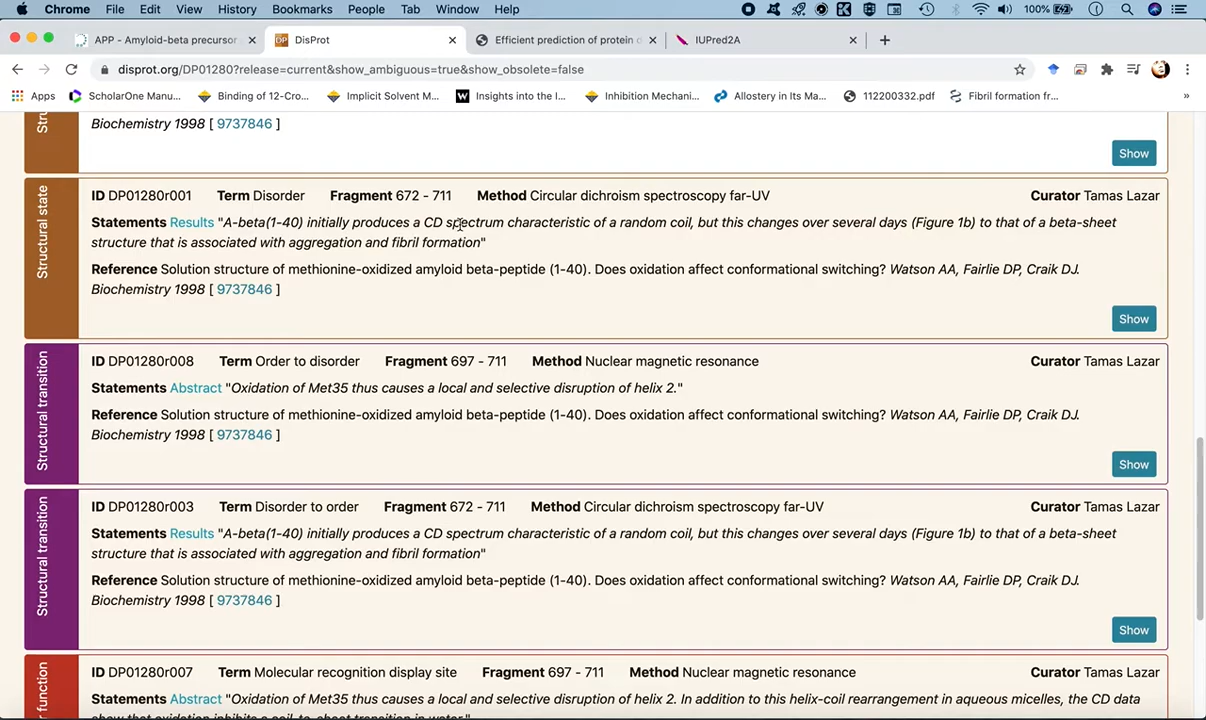 Chrome File Edit View History Bookmarks People Tab Window Help 100%
APP - Amyloid-beta precursor
DisProt
Efficient prediction of protein d
IUPred2A
disprot.org/DP01280?release=current&show_ambiguous=true&show_obsolete=false
Apps ScholarOne Manu... Binding of 12-Cro... Implicit Solvent M... Insights into the I... Inhibition Mechani... Allostery in Its Ma... 112200332.pdf Fibril formation fr... »
Biochemistry 1998 [ 9737846 ]
Show
Structural state
ID DP01280r001 Term Disorder Fragment 672 - 711 Method Circular dichroism spectroscopy far-UV Curator Tamas Lazar
Statements Results "A-beta(1-40) initially produces a CD spectrum characteristic of a random coil, but this changes over several days (Figure 1b) to that of a beta-sheet
structure that is associated with aggregation and fibril formation"
Reference Solution structure of methionine-oxidized amyloid beta-peptide (1-40). Does oxidation affect conformational switching? Watson AA, Fairlie DP, Craik DJ.
Biochemistry 1998 [ 9737846 ]
Show
Structural transition
ID DP01280r008 Term Order to disorder Fragment 697 - 711 Method Nuclear magnetic resonance Curator Tamas Lazar
Statements Abstract "Oxidation of Met35 thus causes a local and selective disruption of helix 2."
Reference Solution structure of methionine-oxidized amyloid beta-peptide (1-40). Does oxidation affect conformational switching? Watson AA, Fairlie DP, Craik DJ.
Biochemistry 1998 [ 9737846 ]
Show
Structural transition
ID DP01280r003 Term Disorder to order Fragment 672 - 711 Method Circular dichroism spectroscopy far-UV Curator Tamas Lazar
Statements Results "A-beta(1-40) initially produces a CD spectrum characteristic of a random coil, but this changes over several days (Figure 1b) to that of a beta-sheet
structure that is associated with aggregation and fibril formation"
Reference Solution structure of methionine-oxidized amyloid beta-peptide (1-40). Does oxidation affect conformational switching? Watson AA, Fairlie DP, Craik DJ.
Biochemistry 1998 [ 9737846 ]
Show
function
ID DP01280r007 Term Molecular recognition display site Fragment 697 - 711 Method Nuclear magnetic resonance Curator Tamas Lazar
Statements Abstract "Oxidation of Met35 thus causes a local and selective disruption of helix 2. In addition to this helix-coil rearrangement in aqueous micelles, the CD data
show that oxidation inhibits a coil-to-sheet transition in water."